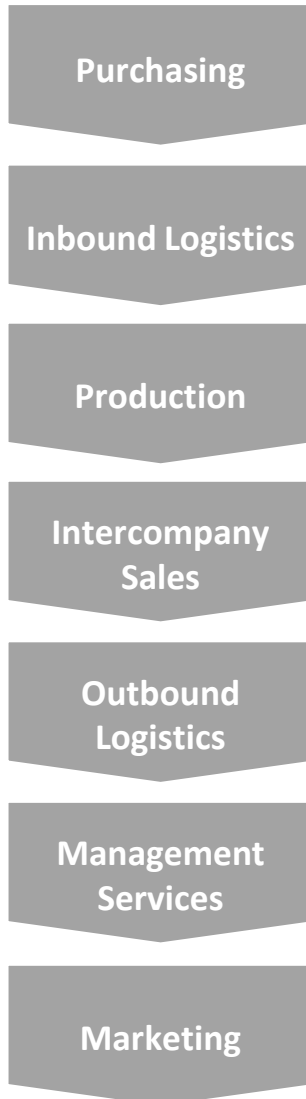 Purchasing
Inbound Logistics
Production
Intercompany
Sales
Outbound
Logistics
Management
Services
Marketing